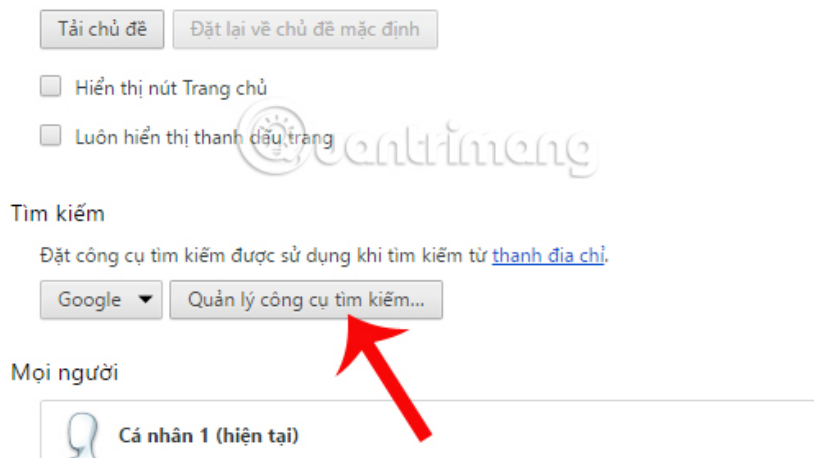 Tải chủ đề Đặt lại về chủ đề mặc định
Hiển thị nút Trang chủ
Luôn hiển thị thanh dấu trang
Quantrimang
Tìm kiếm
Đặt công cụ tìm kiếm được sử dụng khi tìm kiếm từ thanh địa chỉ.
Google Quản lý công cụ tìm kiếm...
Mọi người
Cá nhân 1 (hiện tại)